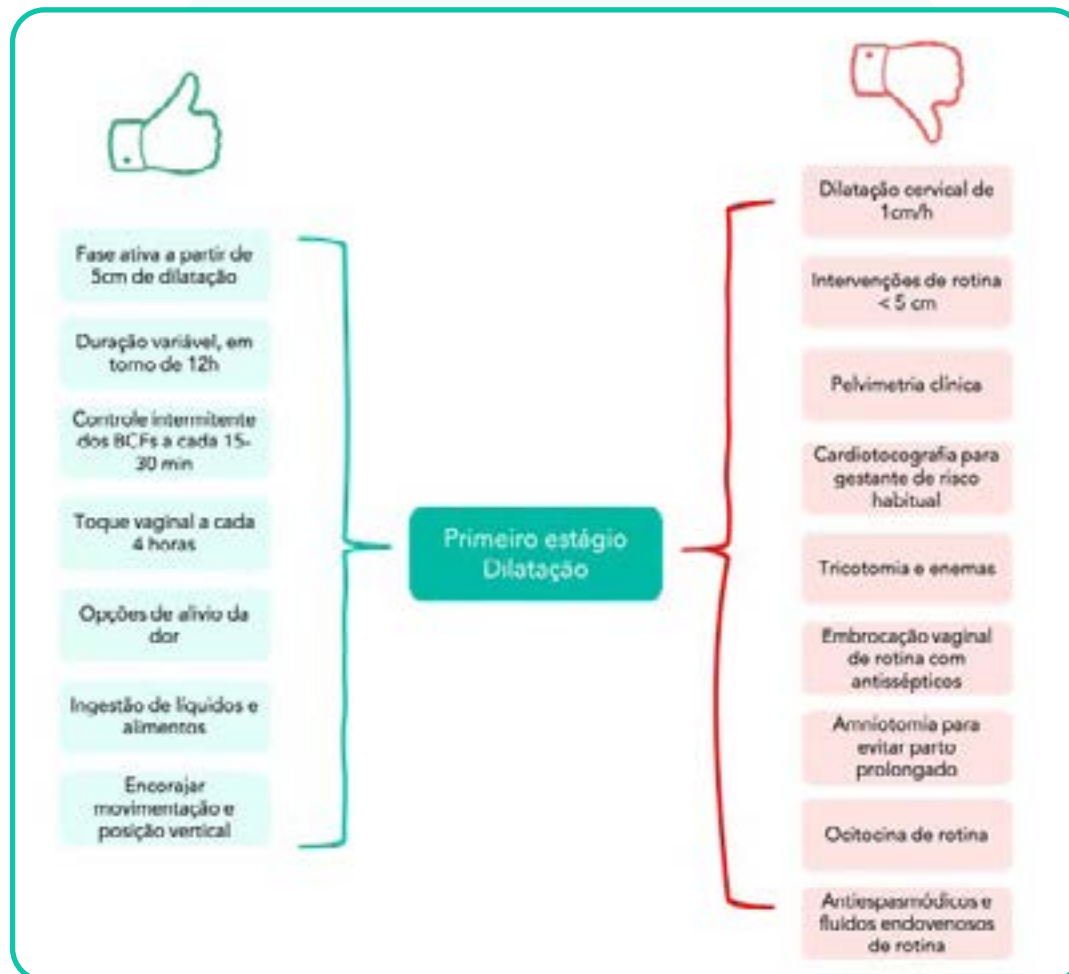 Fase ativa a partir de
5cm de dilatação
Duração variável, em
torno de 12h
Controle intermitente
dos BCFs a cada 15-
30 min
Toque vaginal a cada
4 horas
Opções de alívio da
dor
Ingestão de líquidos e
alimentos
Encorajar
movimentação e
posição vertical
Primeiro estágio
Dilatação
Dilatação cervical de
1cm/h
Intervenções de rotina
< 5 cm
Pelvimetria clínica
Cardiotocografia para
gestante de risco
habitual
Tricotomia e enemas
Embrocação vaginal
de rotina com
antissépticos
Amniotomia para
evitar parto
prolongado
Ocitocina de rotina
Antiespasmódicos e
fluidos endovenosos
de rotina